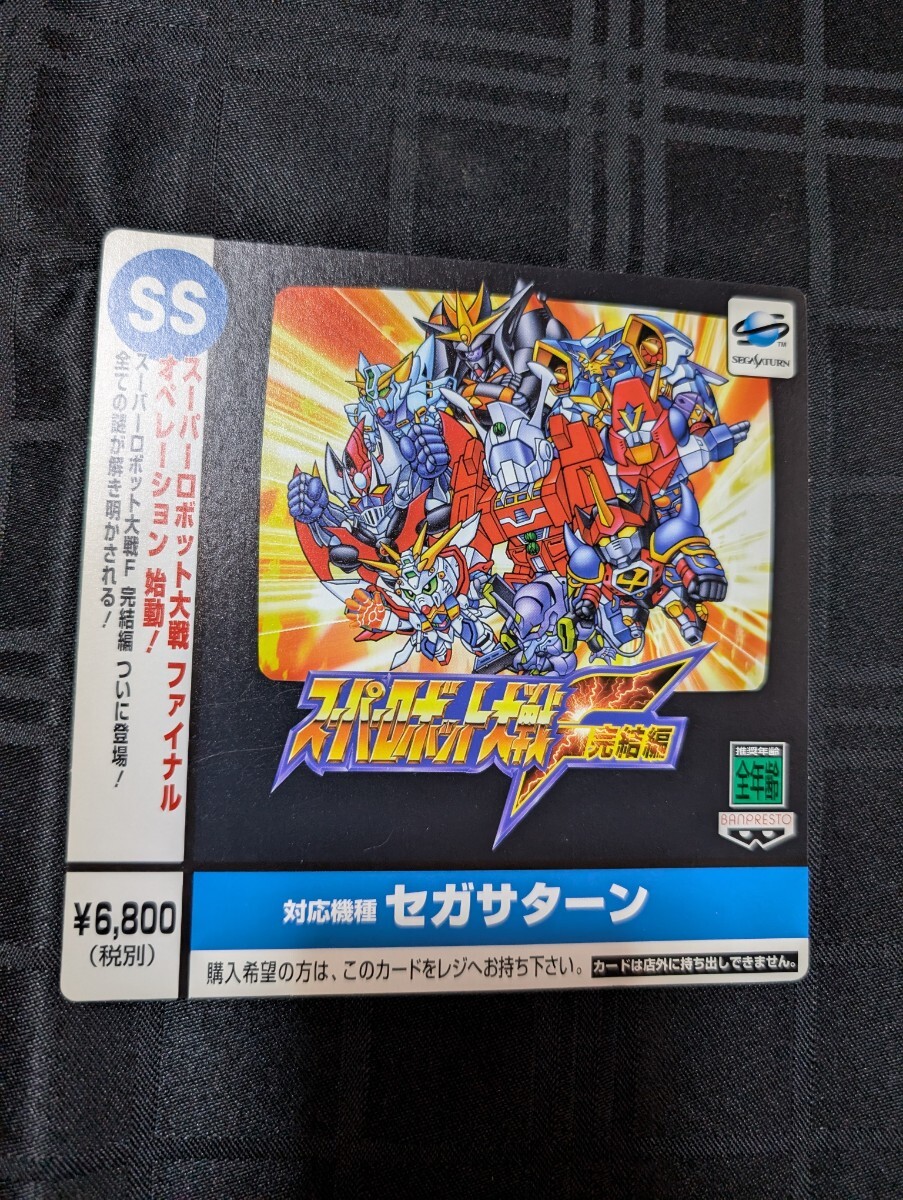 SS
スーパーロボット大戦 ファイナル
オペレーション 始動!
スーパーロボット大戦F 完結編 ついに登場!
全ての謎が解き明かされる!
SEGA SATURN
TM
スーパーロボット大戦F完結編
推奨年齢
全年齢
BANPRESTO
¥6,800
(税別)
対応機種 セガサターン
購入希望の方は、このカードをレジへお持ち下さい。 カードは店外に持ち出しできません。